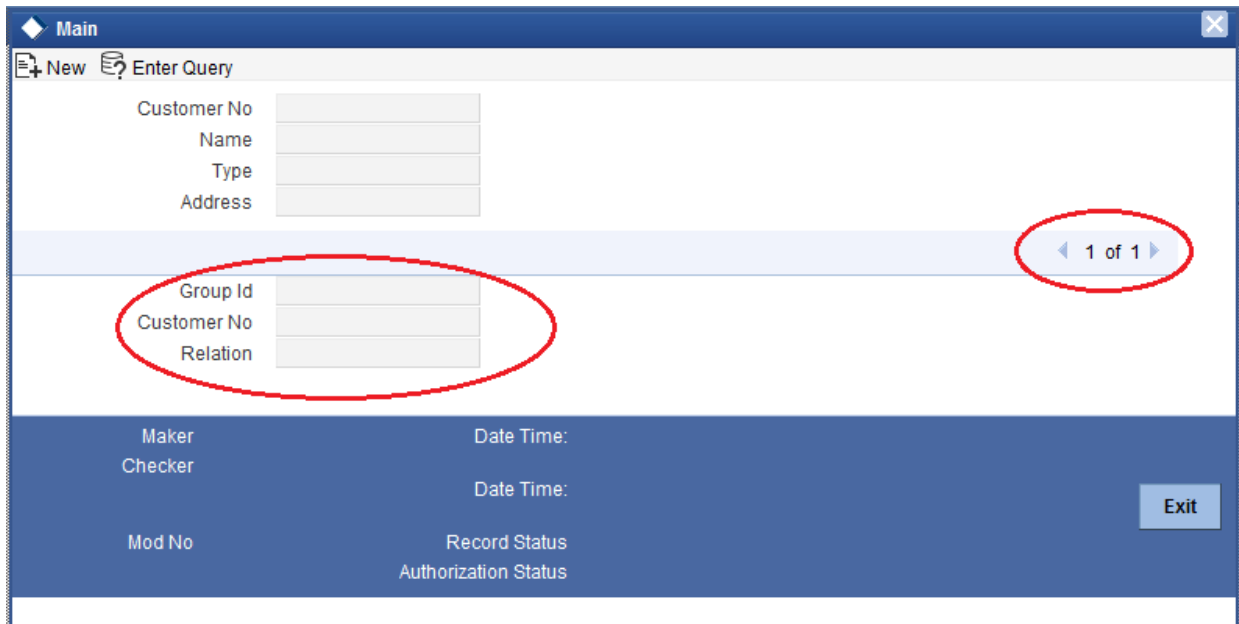 Main
New Enter Query
Customer No
Name
Type
Address
1 of 1
Group Id
Customer No
Relation
Maker Date Time:
Checker
Date Time:
Exit
Mod No Record Status
Authorization Status